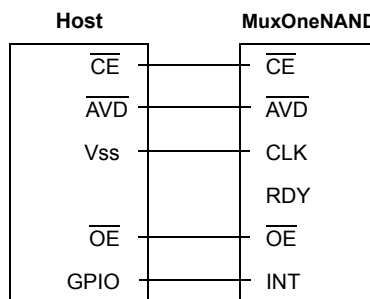 Host MuxOneNAND
CE CE
AVD AVD
Vss CLK
RDY
OE OE
GPIO INT